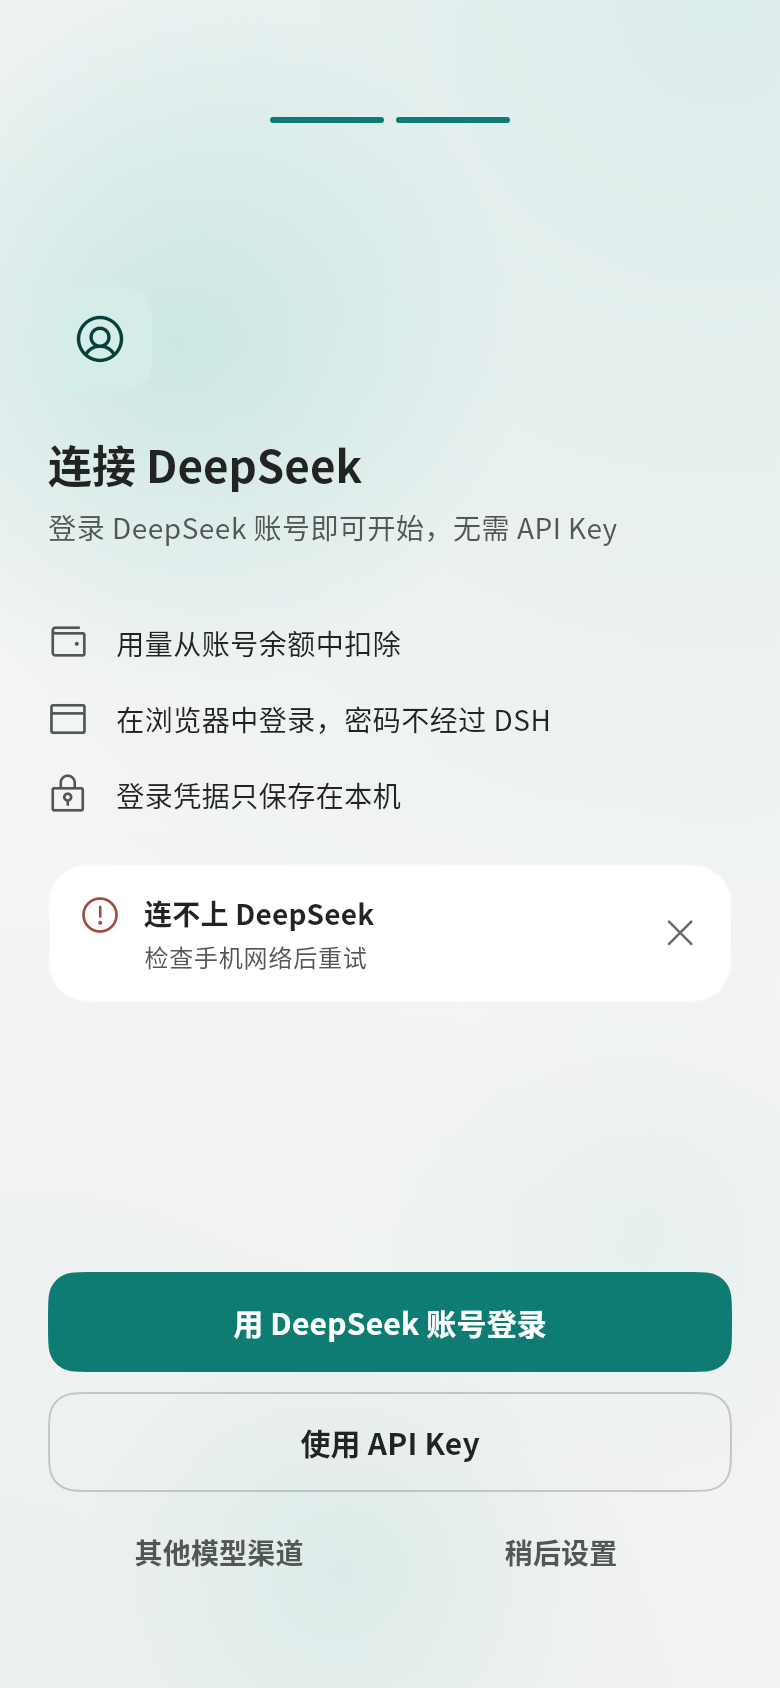 连接 DeepSeek
登录 DeepSeek 账号即可开始，无需 API Key
用量从账号余额中扣除
在浏览器中登录，密码不经过 DSH
登录凭据只保存在本机
连不上 DeepSeek
检查手机网络后重试
用 DeepSeek 账号登录
使用 API Key
其他模型渠道
稍后设置